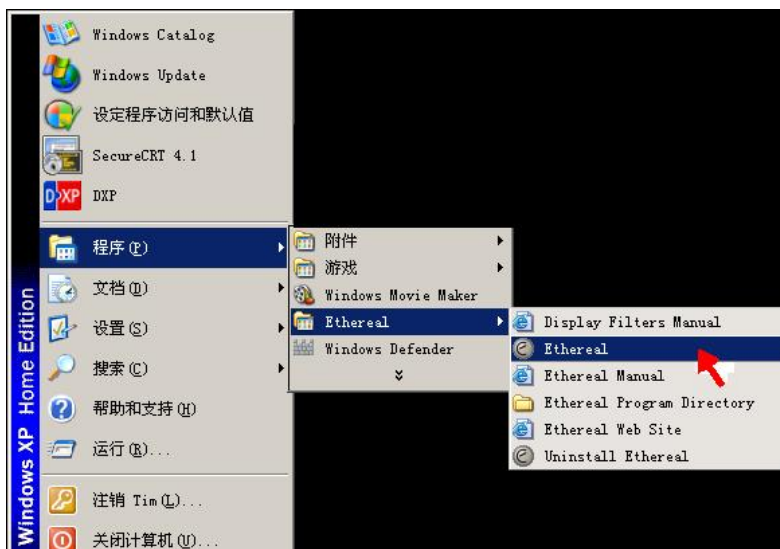 Windows Catalog
Windows Update
设定程序访问和默认值
SecureCRT 4.1
DXP
DXP
程序(P)
文档(D)
设置(S)
搜索(C)
帮助和支持(H)
运行(R)...
注销 Tim(L)...
关闭计算机(U)...
Windows XP Home Edition
附件
游戏
Windows Movie Maker
Ethereal
Windows Defender
Display Filters Manual
Ethereal
Ethereal Manual
Ethereal Program Directory
Ethereal Web Site
Uninstall Ethereal